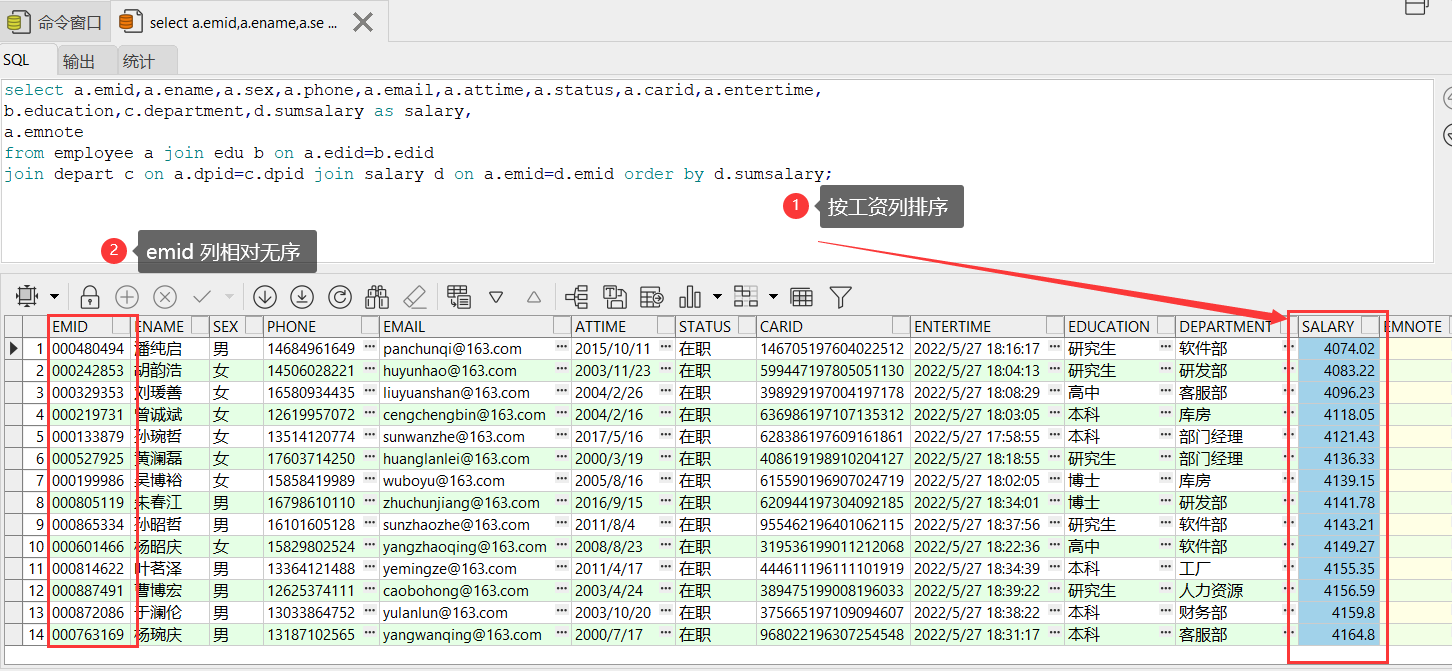 命令窗口
select a.emid,a.ename,a.se ...
SQL
输出
统计
select a.emid,a.ename,a.sex,a.phone,a.email,a.attime,a.status,a.carid,a.entertime,
b.education,c.department,d.sumsalary as salary,
a.emnote
from employee a join edu b on a.edid=b.edid
join depart c on a.dpid=c.dpid join salary d on a.emid=d.emid order by d.sumsalary;
1 按工资列排序
2 emid 列相对无序
EMID ENAME SEX PHONE EMAIL ATTIME STATUS CARID ENTERTIME EDUCATION DEPARTMENT SALARY EMNOTE
1 000480494 潘纯启 男 14684961649 ··· panchunqi@163.com ··· 2015/10/11 ··· 在职 146705197604022512 2022/5/27 18:16:17 ··· 研究生 ··· 软件部 ··· 4074.02
2 000242853 胡韵浩 女 14506028221 ··· huyunhao@163.com ··· 2003/11/23 ··· 在职 599447197805051130 2022/5/27 18:04:13 ··· 研究生 ··· 研发部 ··· 4083.22
3 000329353 刘瑗善 女 16580934435 ··· liuyuanshan@163.com ··· 2004/2/26 ··· 在职 398929197004197178 2022/5/27 18:08:29 ··· 高中 ··· 客服部 ··· 4096.23
4 000219731 曾诚斌 女 12619957072 ··· cengchengbin@163.com ··· 2004/2/16 ··· 在职 636986197107135312 2022/5/27 18:03:05 ··· 本科 ··· 库房 ··· 4118.05
5 000133879 孙琬哲 女 13514120774 ··· sunwanzhe@163.com ··· 2017/5/16 ··· 在职 628386197609161861 2022/5/27 17:58:55 ··· 本科 ··· 部门经理 ··· 4121.43
6 000527925 黄澜磊 女 17603714250 ··· huanglanlei@163.com ··· 2000/3/19 ··· 在职 408619198910204127 2022/5/27 18:18:55 ··· 研究生 ··· 部门经理 ··· 4136.33
7 000199986 吴博裕 女 15858419989 ··· wuboyu@163.com ··· 2005/8/16 ··· 在职 615590196907024719 2022/5/27 18:02:05 ··· 博士 ··· 库房 ··· 4139.15
8 000805119 朱春江 男 16798610110 ··· zhuchunjiang@163.com ··· 2016/9/15 ··· 在职 620944197304092185 2022/5/27 18:34:01 ··· 博士 ··· 研发部 ··· 4141.78
9 000865334 孙昭哲 男 16101605128 ··· sunzhaozhe@163.com ··· 2011/8/4 ··· 在职 955462196401062115 2022/5/27 18:37:56 ··· 研究生 ··· 软件部 ··· 4143.21
10 000601466 杨昭庆 女 15829802524 ··· yangzhaoqing@163.com ··· 2008/8/23 ··· 在职 319536199011212068 2022/5/27 18:22:36 ··· 高中 ··· 软件部 ··· 4149.27
11 000814622 叶茗泽 男 13364121488 ··· yemingze@163.com ··· 2011/4/17 ··· 在职 444611196111101919 2022/5/27 18:34:39 ··· 本科 ··· 工厂 ··· 4155.35
12 000887491 曹博宏 男 12625374111 ··· caobohong@163.com ··· 2003/4/24 ··· 在职 389475199008196033 2022/5/27 18:39:22 ··· 研究生 ··· 人力资源 ··· 4156.59
13 000872086 于澜伦 男 13033864752 ··· yulanlun@163.com ··· 2003/10/20 ··· 在职 375665197109094607 2022/5/27 18:38:22 ··· 本科 ··· 财务部 ··· 4159.8
14 000763169 杨琬庆 男 13187102565 ··· yangwanqing@163.com ··· 2000/7/17 ··· 在职 968022196307254548 2022/5/27 18:31:17 ··· 本科 ··· 客服部 ··· 4164.8